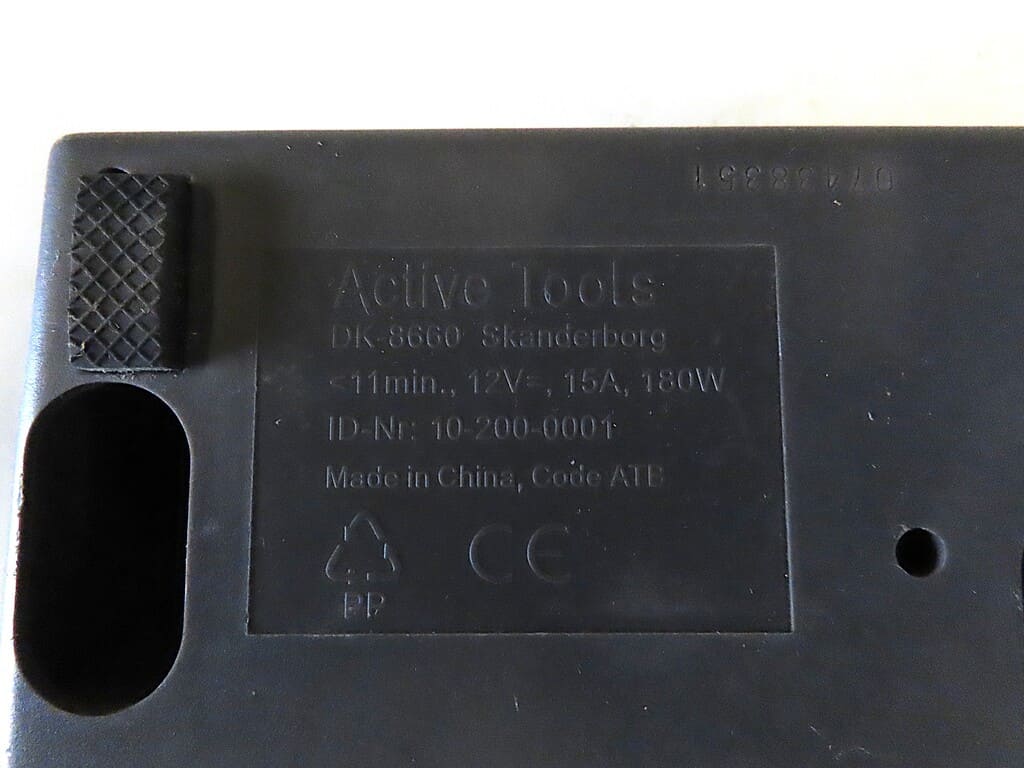 07438351
Active Tools
DK-8660 Skanderborg
<11min., 12V⎓, 15A, 180W
ID-Nr: 10-200-0001
Made in China, Code ATB
CE
PP